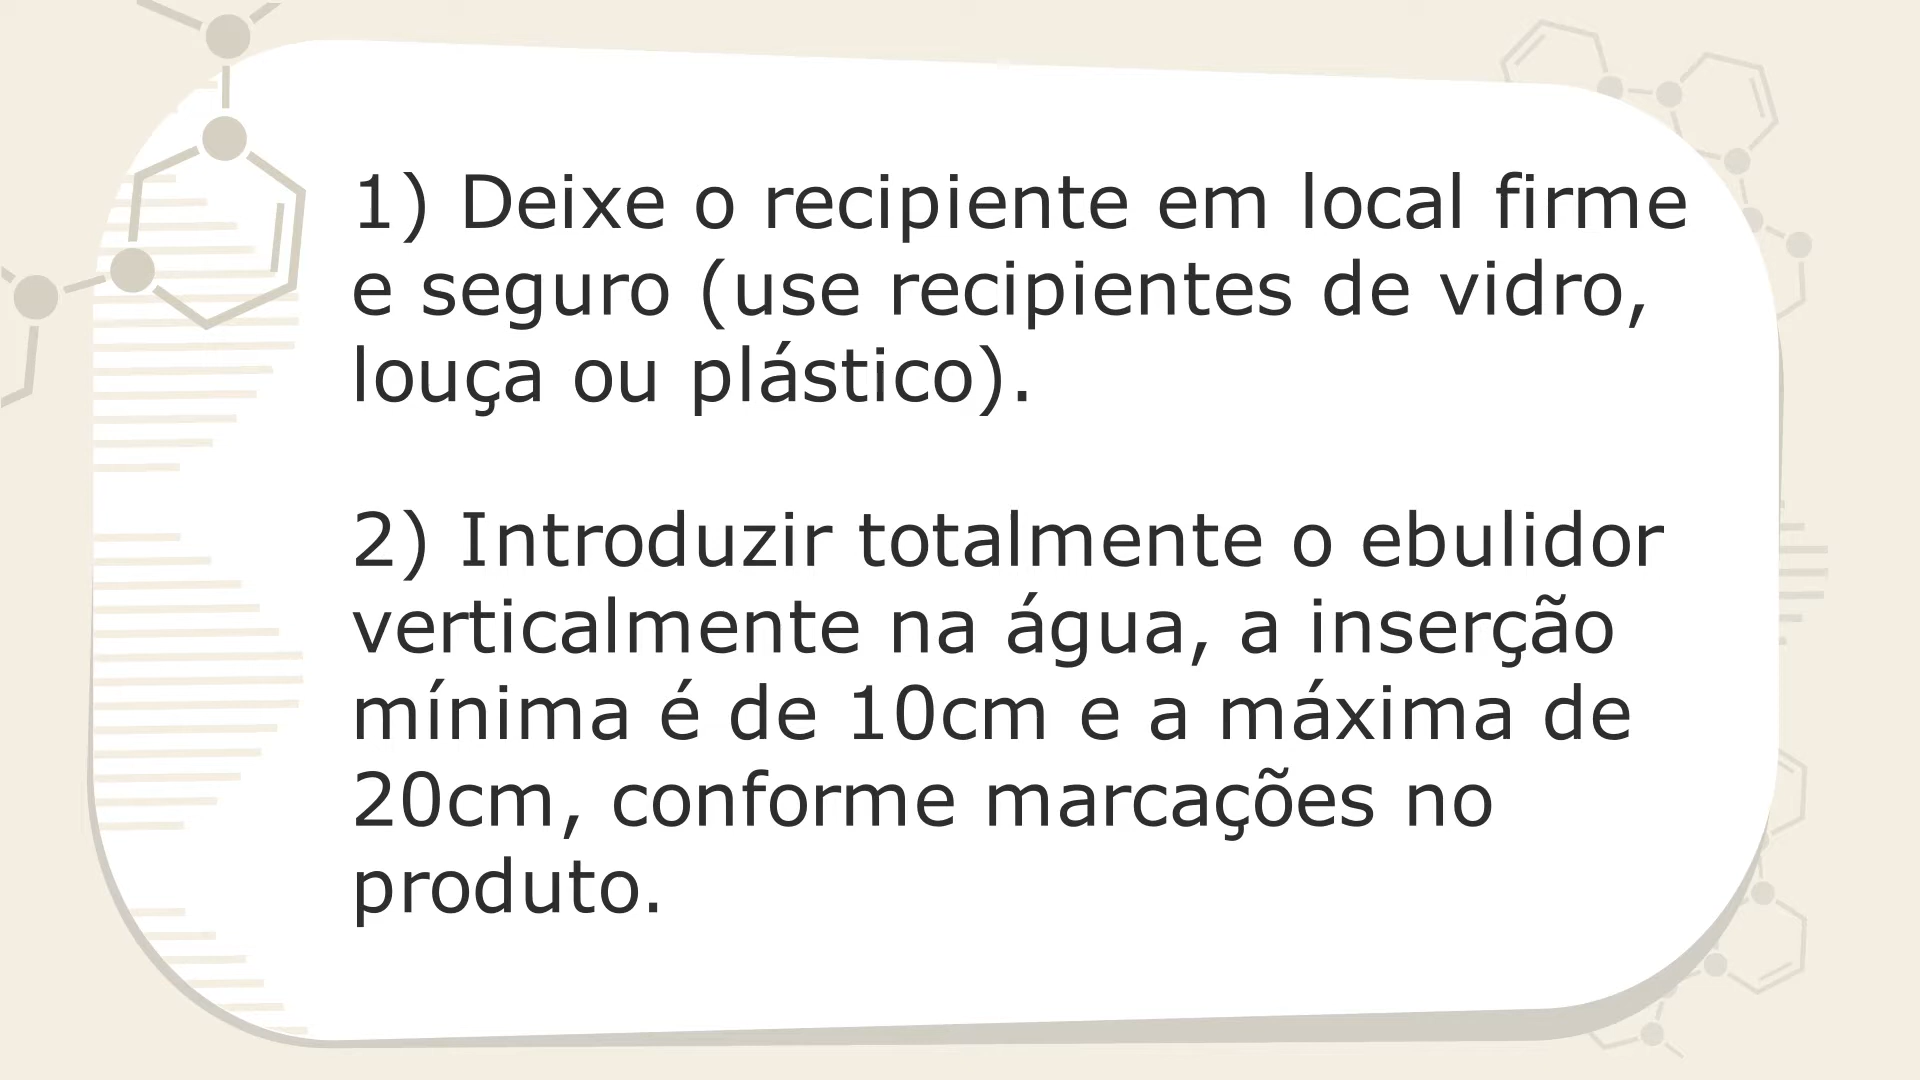 1) Deixe o recipiente em local firme
e seguro (use recipientes de vidro,
louça ou plástico).
2) Introduzir totalmente o ebulidor
verticalmente na água, a inserção
mínima é de 10cm e a máxima de
20cm, conforme marcações no
produto.